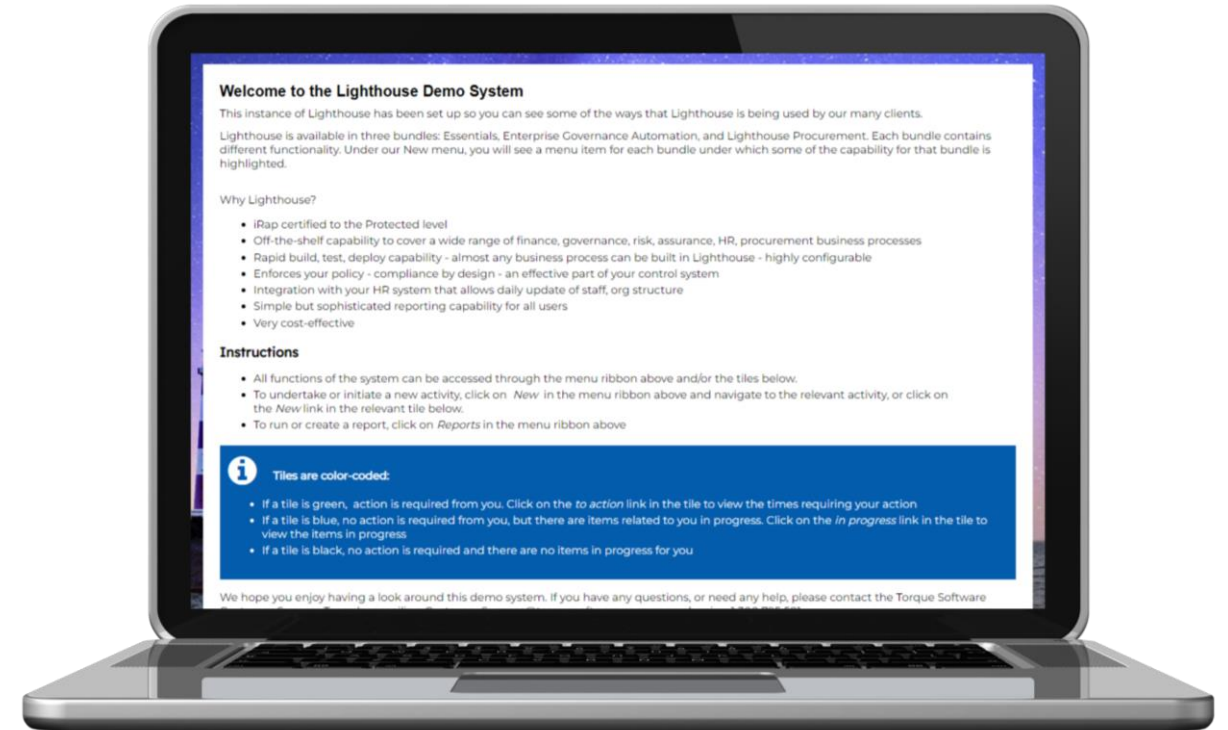 Welcome to the Lighthouse Demo System
This instance of Lighthouse has been set up so you can see some of the ways that Lighthouse is being used by our many clients.
Lighthouse is available in three bundles: Essentials, Enterprise Governance Automation, and Lighthouse Procurement. Each bundle contains
different functionality. Under our New menu, you will see a menu item for each bundle under which some of the capability for that bundle is
highlighted.
Why Lighthouse?
• iRap certified to the Protected level
• Off-the-shelf capability to cover a wide range of finance, governance, risk, assurance, HR, procurement business processes
• Rapid build, test, deploy capability - almost any business process can be built in Lighthouse - highly configurable
• Enforces your policy - compliance by design - an effective part of your control system
• Integration with your HR system that allows daily update of staff, org structure
• Simple but sophisticated reporting capability for all users
• Very cost-effective
Instructions
• All functions of the system can be accessed through the menu ribbon above and/or the tiles below.
• To undertake or initiate a new activity, click on New in the menu ribbon above and navigate to the relevant activity, or click on
the New link in the relevant tile below.
• To run or create a report, click on Reports in the menu ribbon above
Tiles are color-coded:
• If a tile is green, action is required from you. Click on the to action link in the tile to view the times requiring your action
• If a tile is blue, no action is required from you, but there are items related to you in progress. Click on the in progress link in the tile to
view the items in progress
• If a tile is black, no action is required and there are no items in progress for you
We hope you enjoy having a look around this demo system. If you have any questions, or need any help, please contact the Torque Software